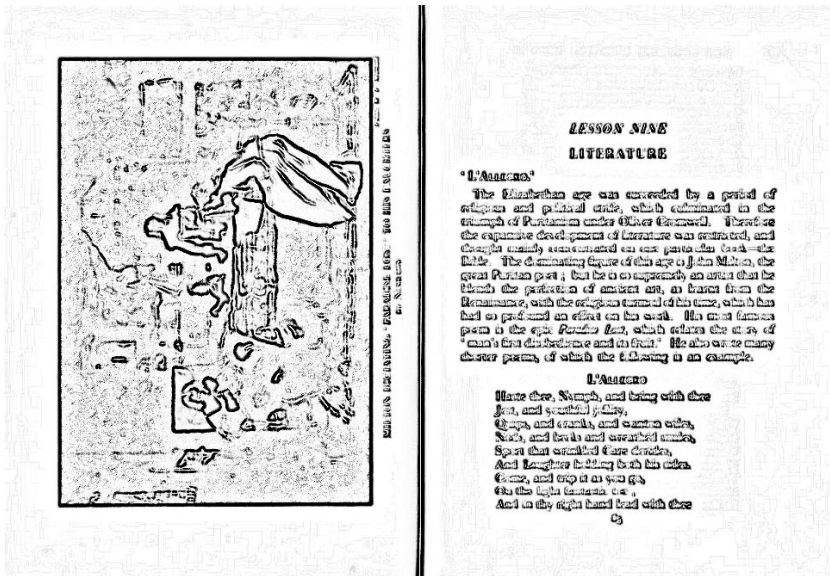 MILTON DICTATING 'PARADISE LOST' TO HIS DAUGHTERS
LESSON NINE
LITERATURE
'L'ALLEGRO.'
The Elizabethan age was succeeded by a period of
religious and political strife, which culminated in the
triumph of Puritanism under Oliver Cromwell. Therefore
the expansive development of literature was restricted, and
thought mainly concentrated on one particular book—the
Bible. The dominating figure of this age is John Milton, the
great Puritan poet; but he is so supremely an artist that he
blends the perfection of ancient art, as learnt from the
Renaissance, with the religious turmoil of his time, which has
had so profound an effect on his work. His most famous
poem is the epic Paradise Lost, which relates the story of
'man's first disobedience and its fruit.' He also wrote many
shorter poems, of which the following is an example.
L'ALLEGRO
Haste thee, Nymph, and bring with thee
Jest, and youthful jollity,
Quips, and cranks, and wanton wiles,
Nods, and becks and wreathèd smiles,
Sport that wrinkled Care derides,
And Laughter holding both his sides.
Come, and trip it as you go,
On the light fantastic toe;
And in thy right hand lead with thee